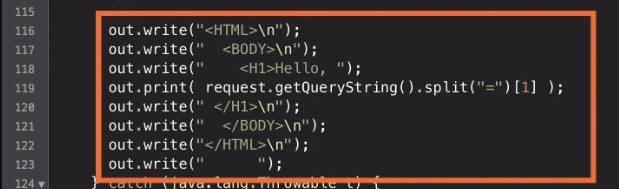 115
116 out.write("<HTML>\n");
117 out.write("  <BODY>\n");
118 out.write("    <H1>Hello, ");
119 out.print( request.getQueryString().split("=")[1] );
120 out.write(" </H1>\n");
121 out.write("  </BODY>\n");
122 out.write("</HTML>\n");
123 out.write("      ");
124 } catch (java.lang.Throwable t) {